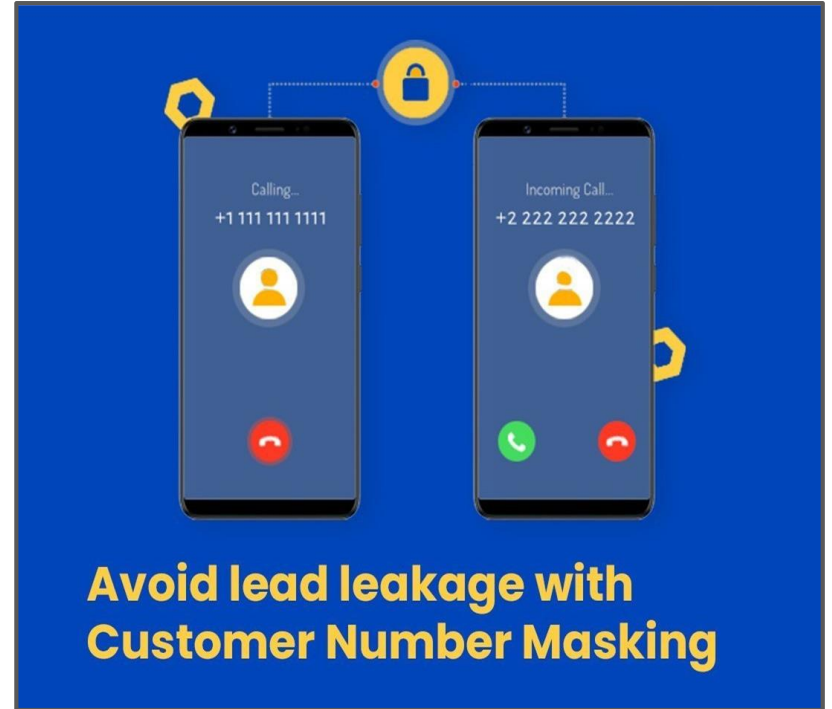 Calling...
+1 111 111 1111
Incoming Call...
+2 222 222 2222
Avoid lead leakage with
Customer Number Masking